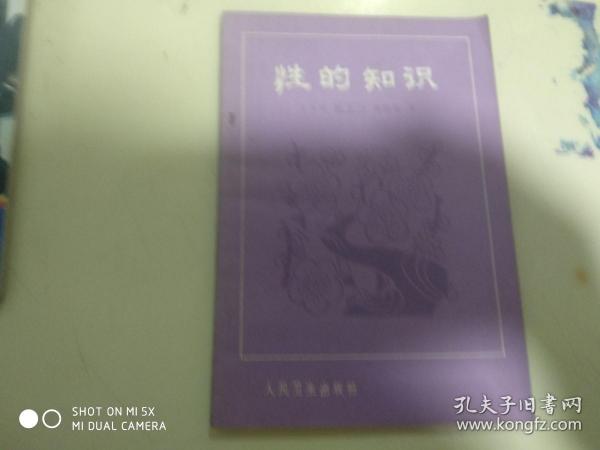 性的知识
人民卫生出版社
SHOT ON MI 5X
MI DUAL CAMERA
孔夫子旧书网
www.kongfz.com